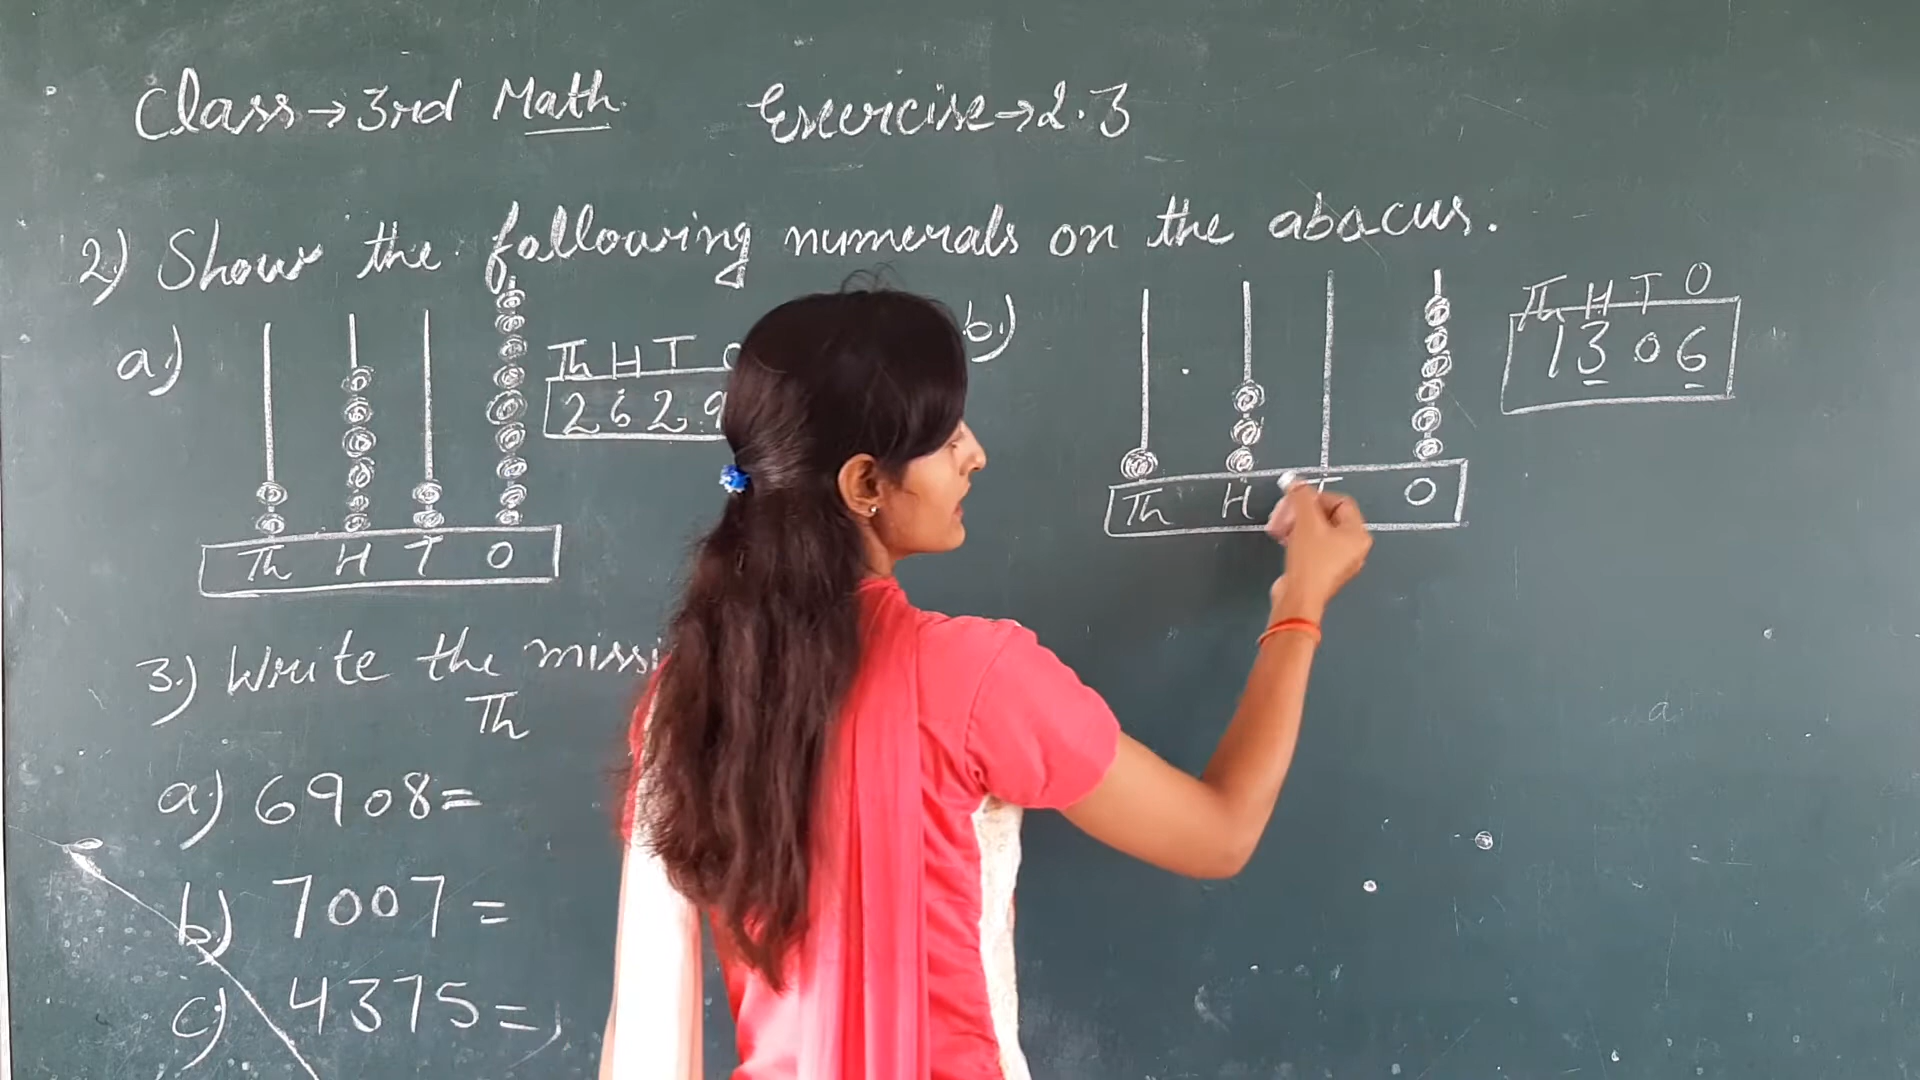 Class→3rd Math Exercise→2.3
2) Show the following numerals on the abacus.
a)
Th H T
2 6 2 9
Th H T O
b)
Th H T O
1 3 0 6
Th H T O
3.) Write the
Th
a) 6908=
b) 7007=
c) 4375=